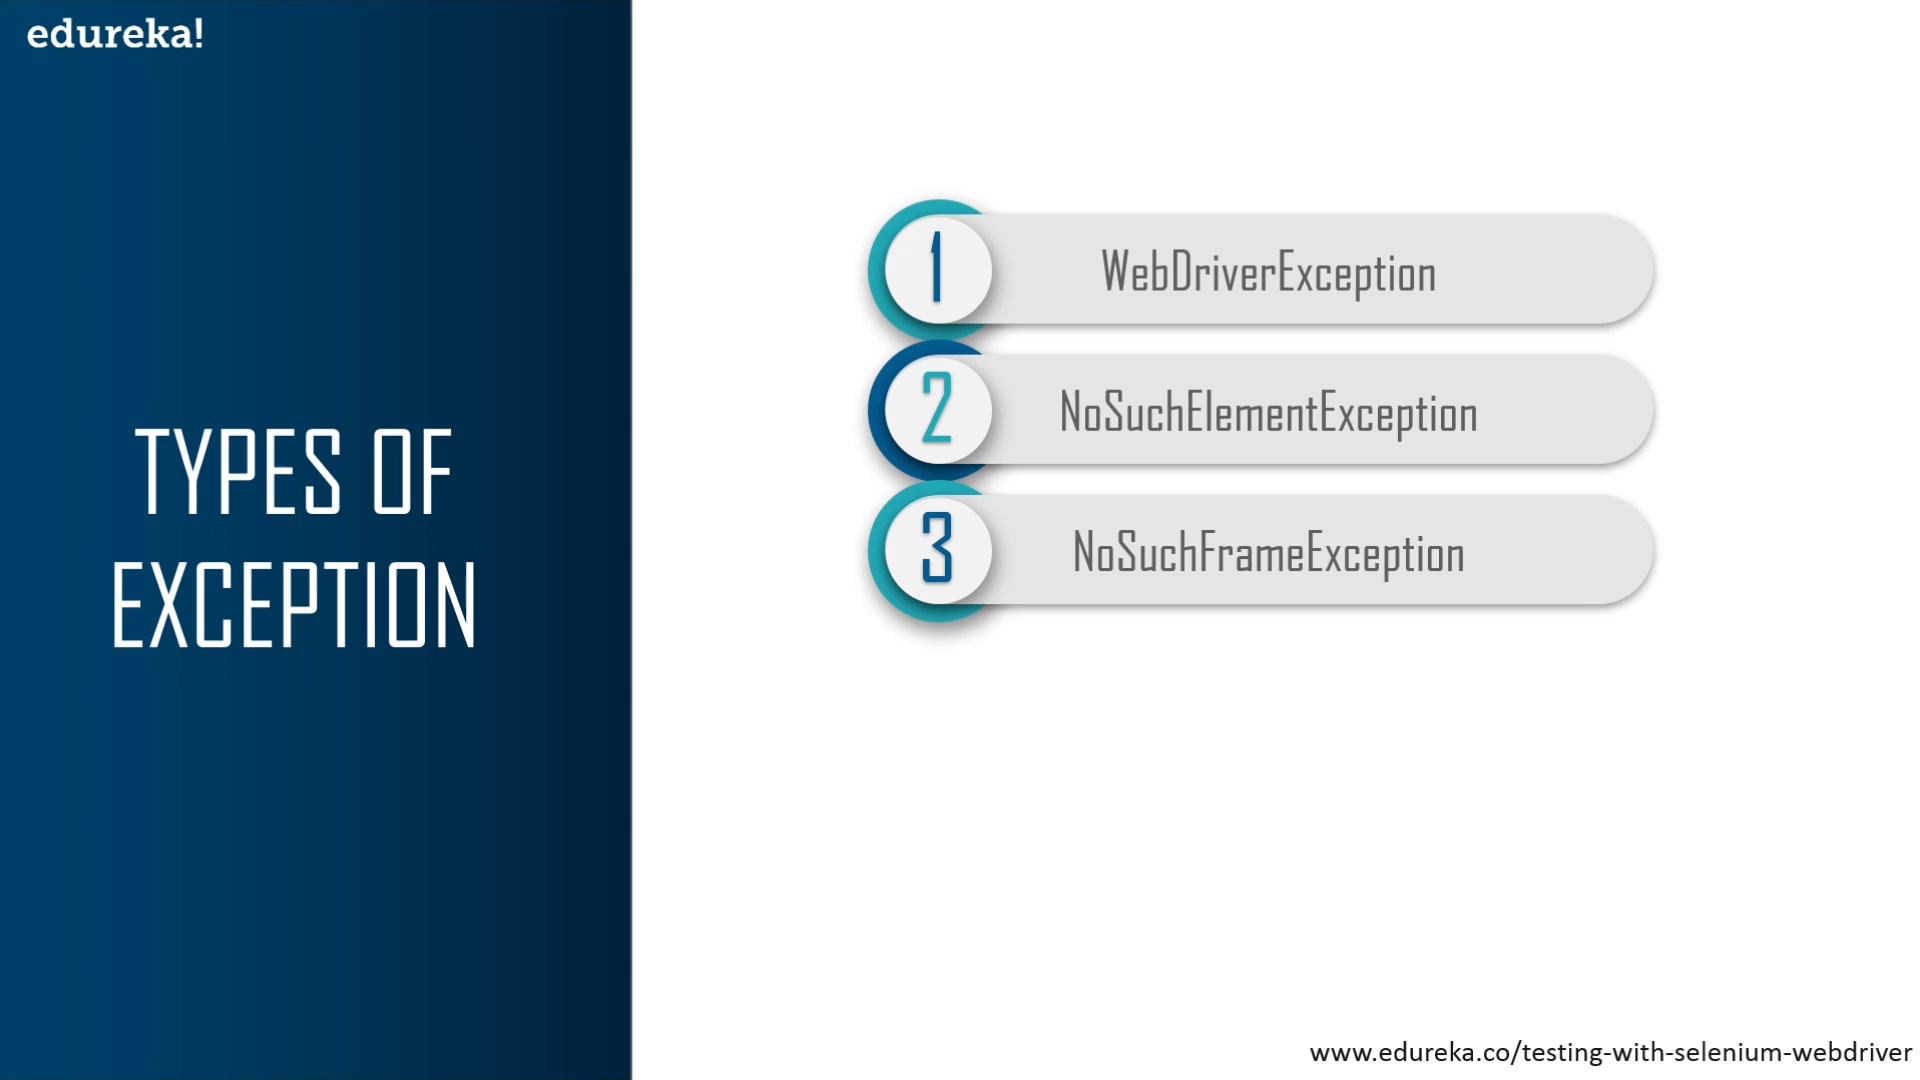 edureka!
TYPES OF
EXCEPTION
1
WebDriverException
2
NoSuchElementException
3
NoSuchFrameException
www.edureka.co/testing-with-selenium-webdriver